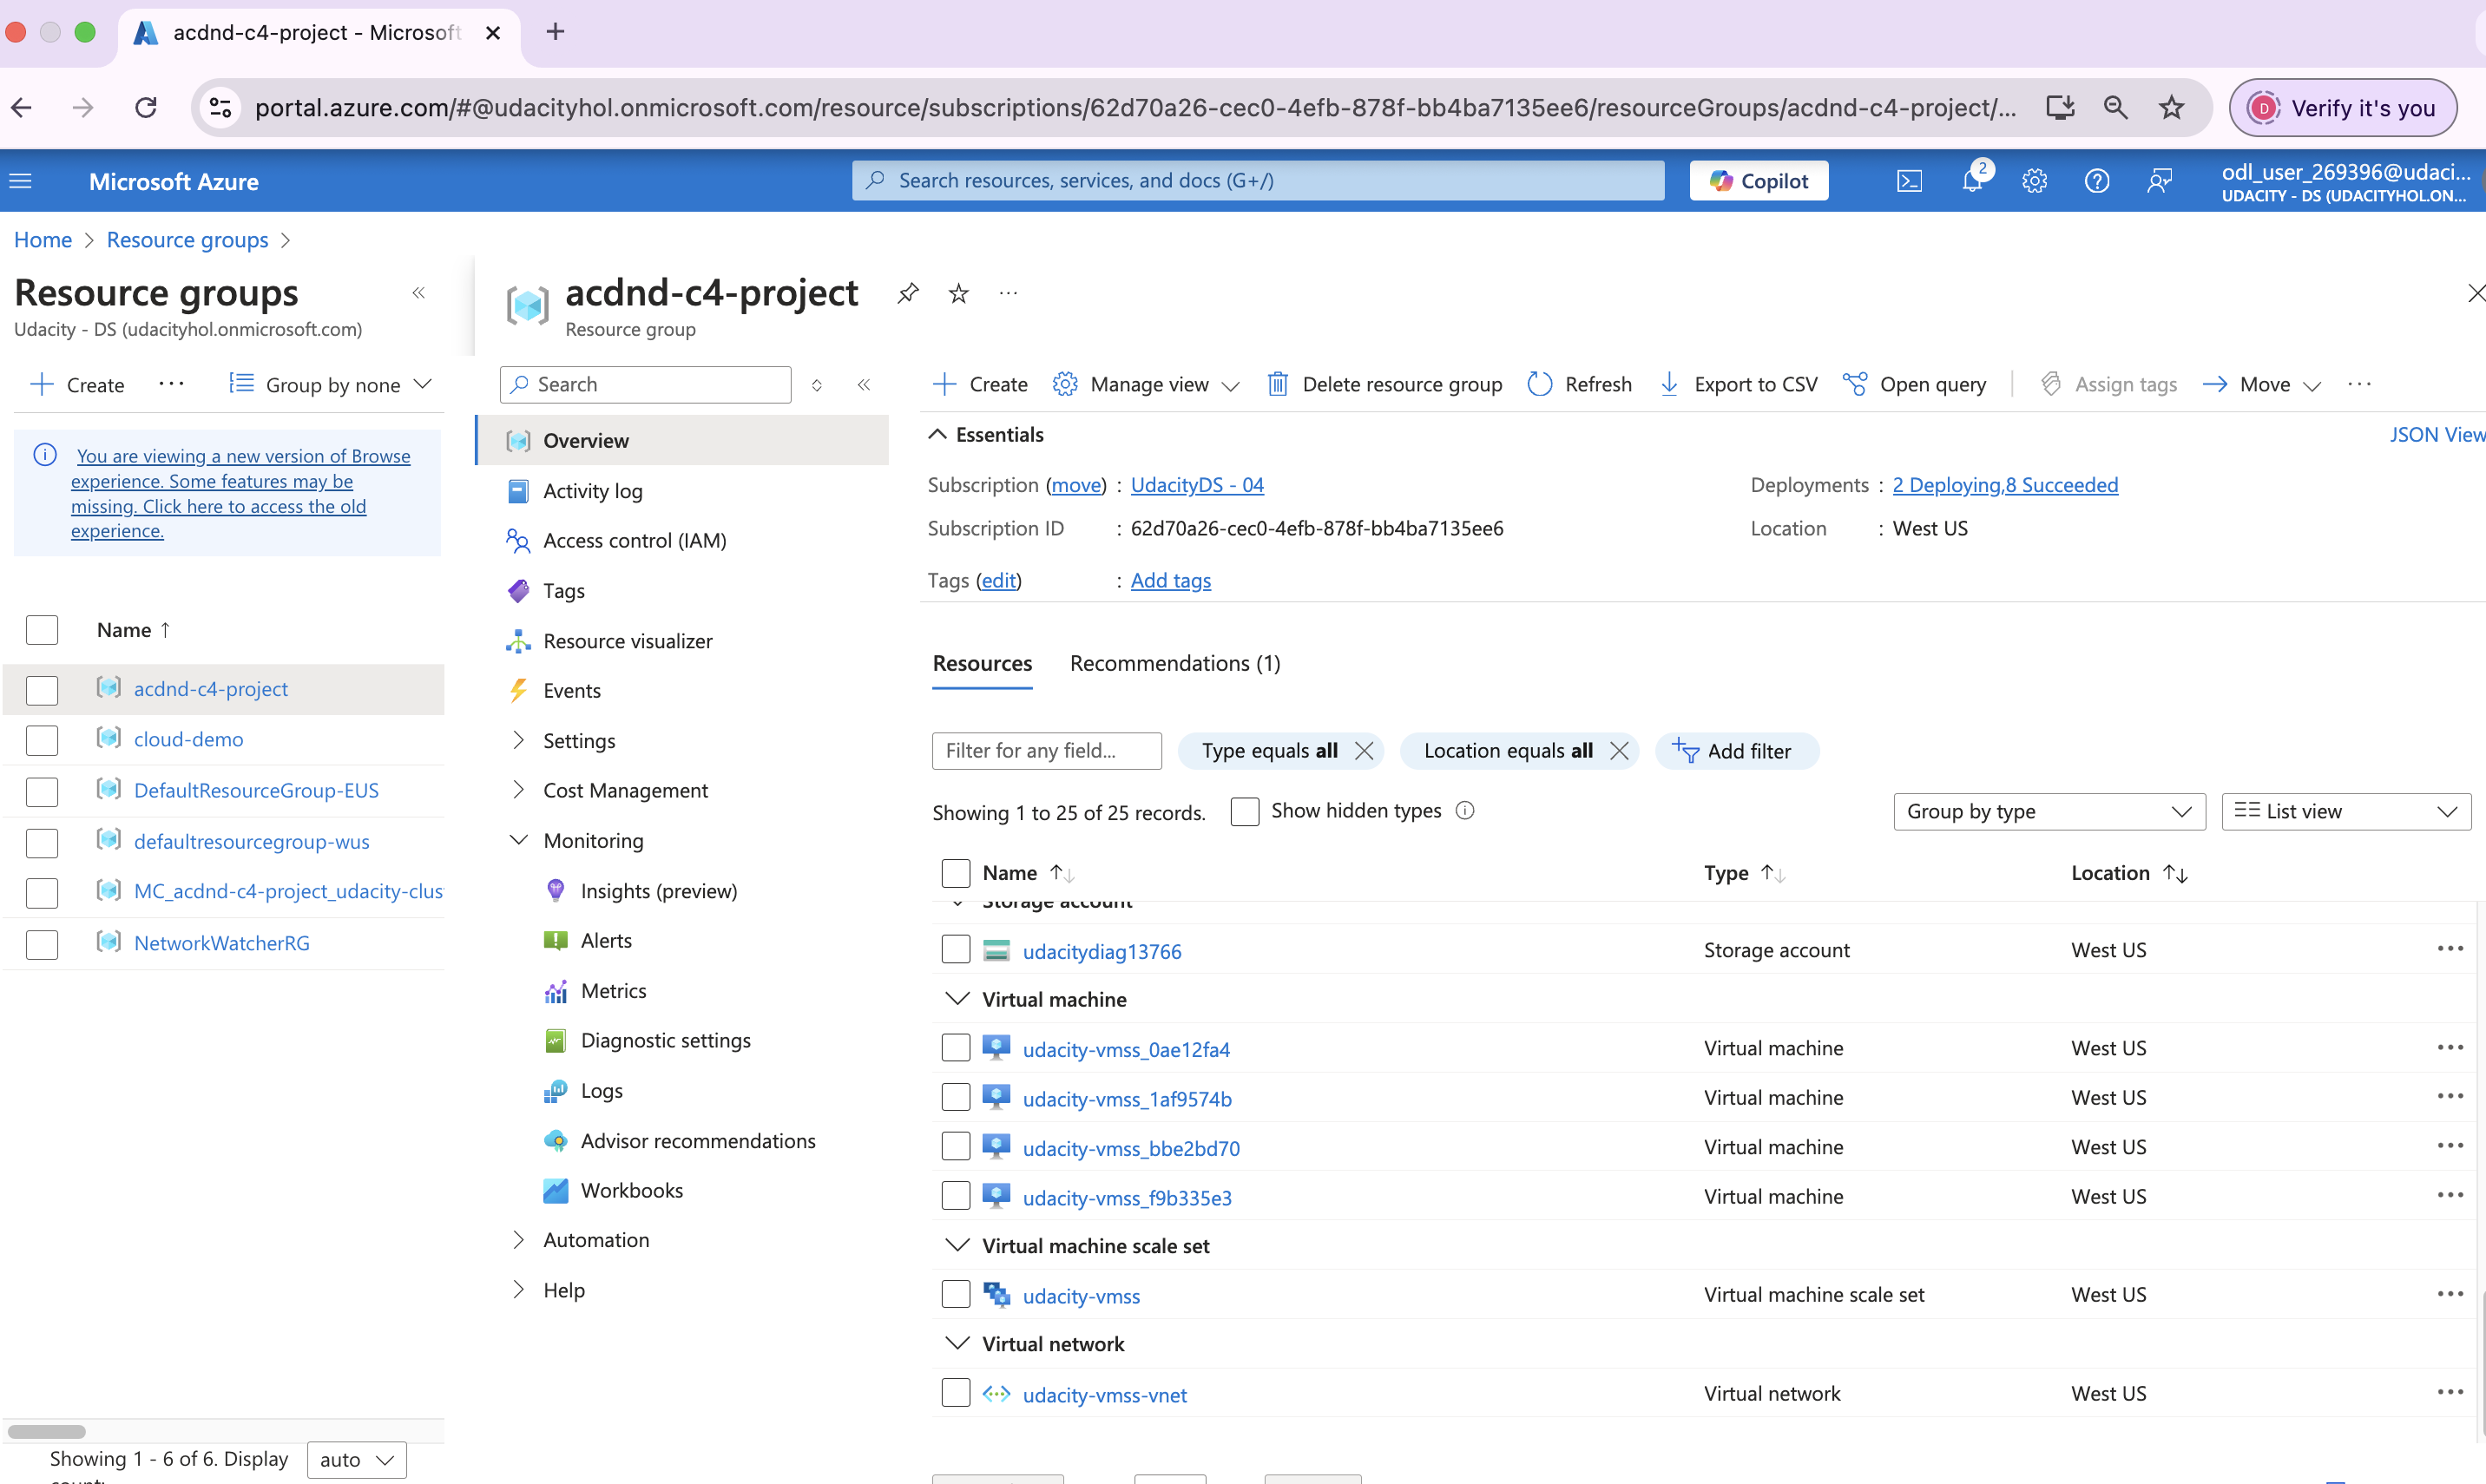 acdnd-c4-project - Microsoft
portal.azure.com/#@udacityhol.onmicrosoft.com/resource/subscriptions/62d70a26-cec0-4efb-878f-bb4ba7135ee6/resourceGroups/acdnd-c4-project/...
D Verify it's you
Microsoft Azure
Search resources, services, and docs (G+/)
Copilot
2
odl_user_269396@udaci...
UDACITY - DS (UDACITYHOL.ON...
Home > Resource groups >
Resource groups
Udacity - DS (udacityhol.onmicrosoft.com)
Create
Group by none
You are viewing a new version of Browse
experience. Some features may be
missing. Click here to access the old
experience.
Name ↑
acdnd-c4-project
cloud-demo
DefaultResourceGroup-EUS
defaultresourcegroup-wus
MC_acdnd-c4-project_udacity-clus
NetworkWatcherRG
Showing 1 - 6 of 6. Display
auto
acdnd-c4-project
Resource group
Search
Overview
Activity log
Access control (IAM)
Tags
Resource visualizer
Events
Settings
Cost Management
Monitoring
Insights (preview)
Alerts
Metrics
Diagnostic settings
Logs
Advisor recommendations
Workbooks
Automation
Help
Create
Manage view
Delete resource group
Refresh
Export to CSV
Open query
Assign tags
Move
Essentials
JSON View
Subscription (move) : UdacityDS - 04
Subscription ID : 62d70a26-cec0-4efb-878f-bb4ba7135ee6
Tags (edit) : Add tags
Deployments : 2 Deploying,8 Succeeded
Location : West US
Resources
Recommendations (1)
Filter for any field...
Type equals all
Location equals all
Add filter
Showing 1 to 25 of 25 records.
Show hidden types
Group by type
List view
Name Type Location
Storage account
udacitydiag13766 Storage account West US
Virtual machine
udacity-vmss_0ae12fa4 Virtual machine West US
udacity-vmss_1af9574b Virtual machine West US
udacity-vmss_bbe2bd70 Virtual machine West US
udacity-vmss_f9b335e3 Virtual machine West US
Virtual machine scale set
udacity-vmss Virtual machine scale set West US
Virtual network
udacity-vmss-vnet Virtual network West US